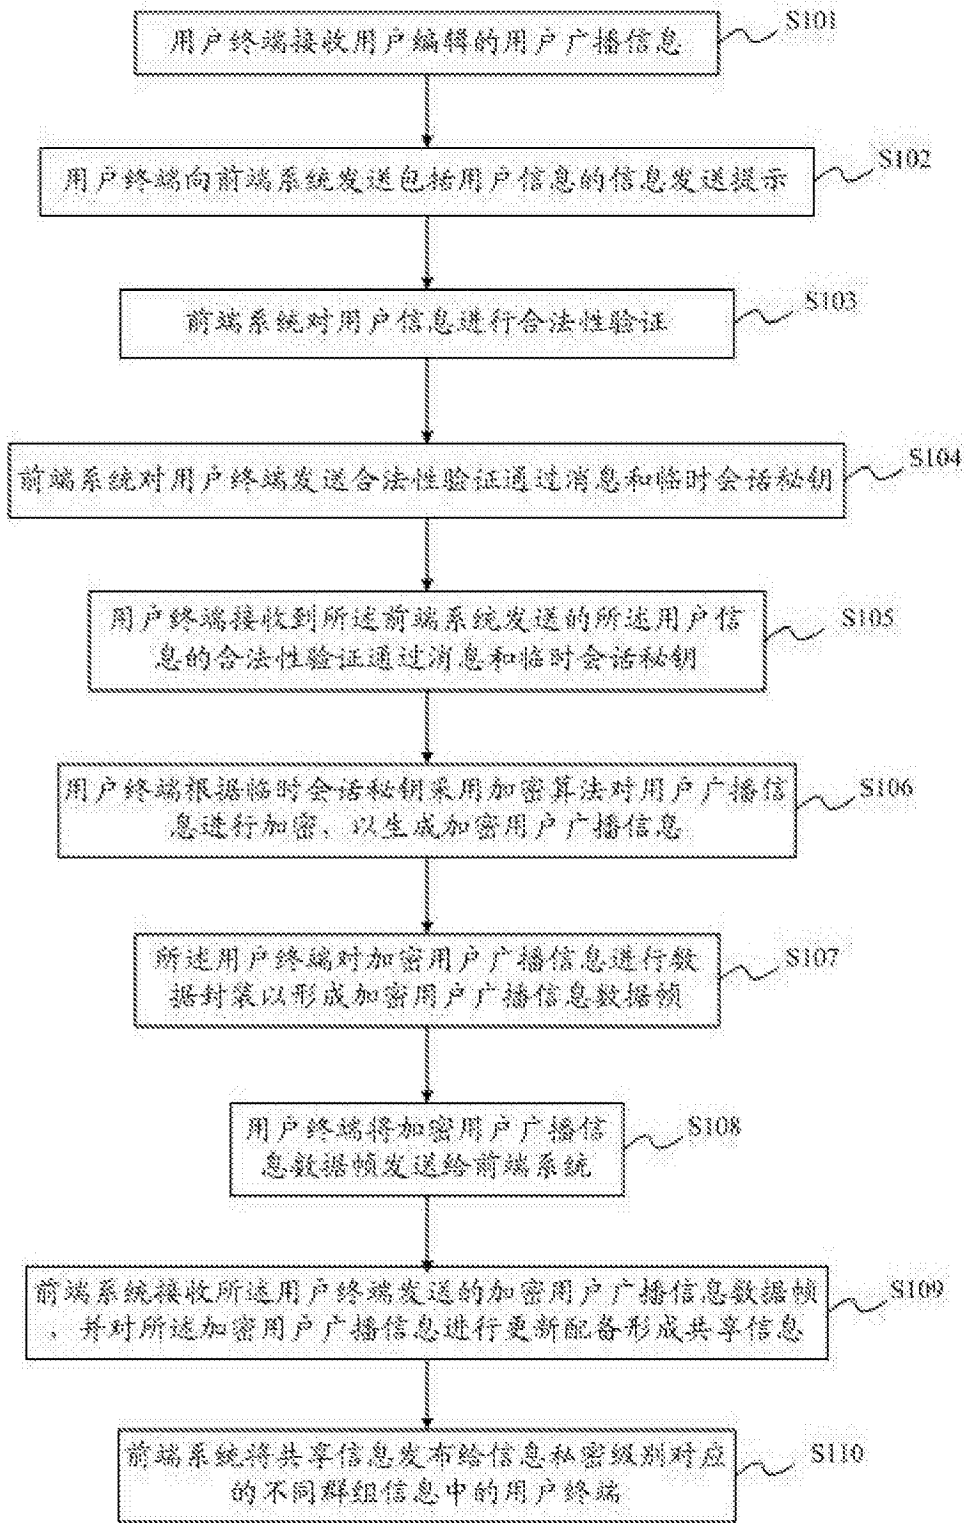 S101
用户终端接收用户编辑的用户广播信息
S102
用户终端向前端系统发送包括用户信息的信息发送提示
S103
前端系统对用户信息进行合法性验证
S104
前端系统对用户终端发送合法性验证通过消息和临时会话秘钥
S105
用户终端接收到所述前端系统发送的所述用户信
息的合法性验证通过消息和临时会话秘钥
S106
用户终端根据临时会话秘钥采用加密算法对用户广播信
息进行加密、以生成加密用户广播信息
S107
所述用户终端对加密用户广播信息进行数
据封装以形成加密用户广播信息数据帧
S108
用户终端将加密用户广播信
息数据帧发送给前端系统
S109
前端系统接收所述用户终端发送的加密用户广播信息数据帧
、并对所述加密用户广播信息进行更新配备形成共享信息
S110
前端系统将共享信息发布给信息私密级别对应
的不同群组信息中的用户终端